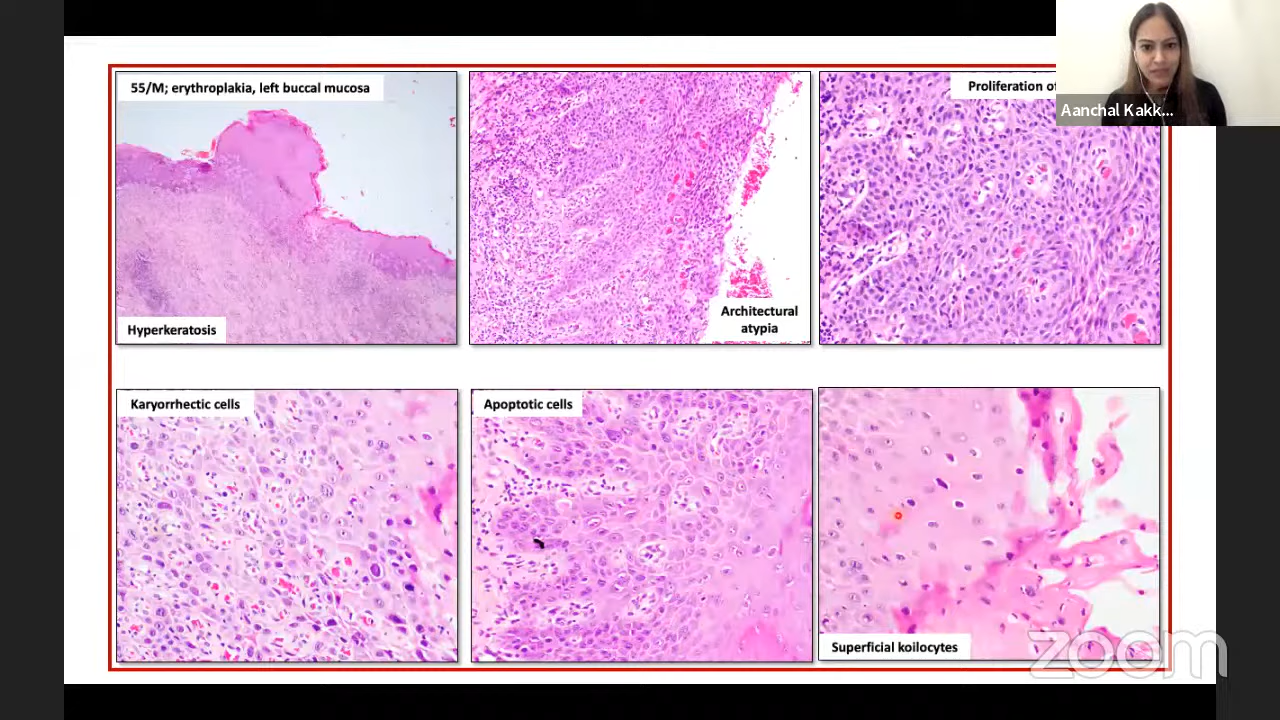 55/M; erythroplakia, left buccal mucosa
Hyperkeratosis
Architectural
atypia
Proliferation of
Aanchal Kakk...
Karyorrhectic cells
Apoptotic cells
Superficial koilocytes
zoom